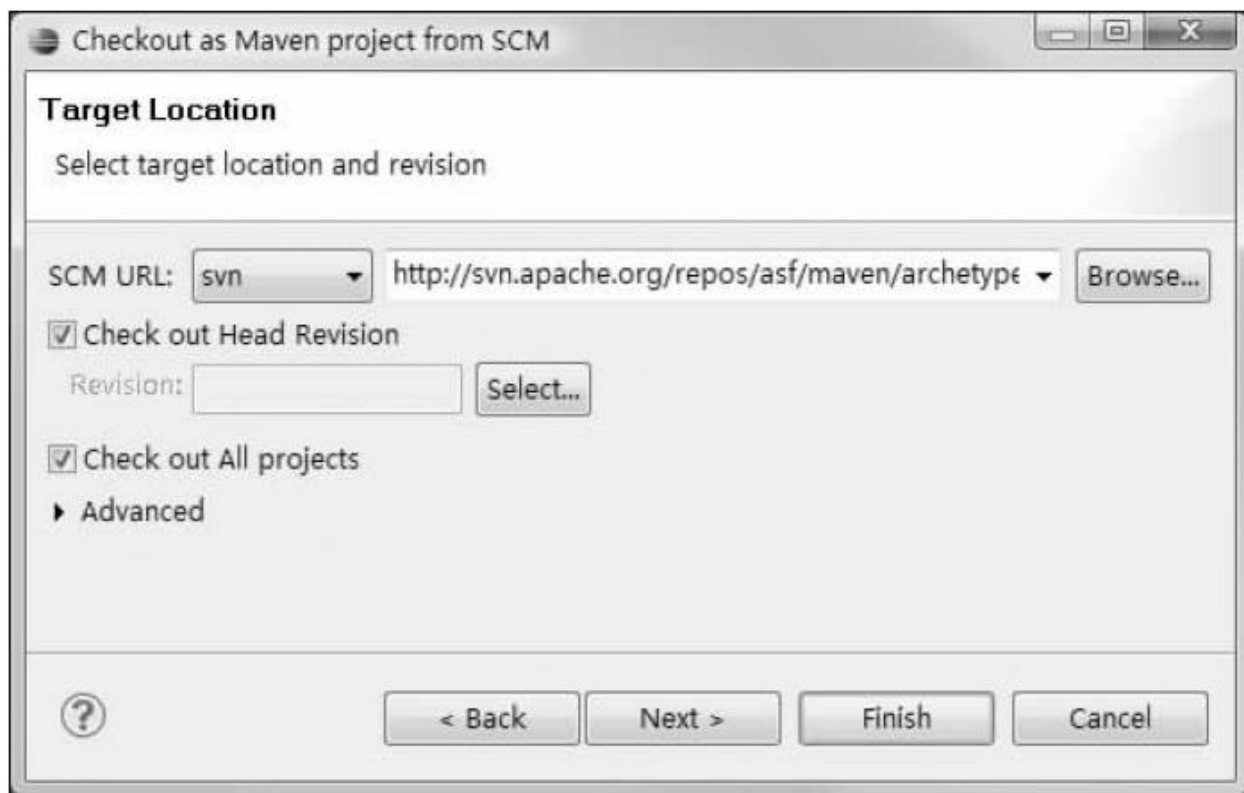 Checkout as Maven project from SCM
Target Location
Select target location and revision
SCM URL: svn http://svn.apache.org/repos/asf/maven/archetype Browse...
Check out Head Revision
Revision: Select...
Check out All projects
Advanced
< Back Next > Finish Cancel